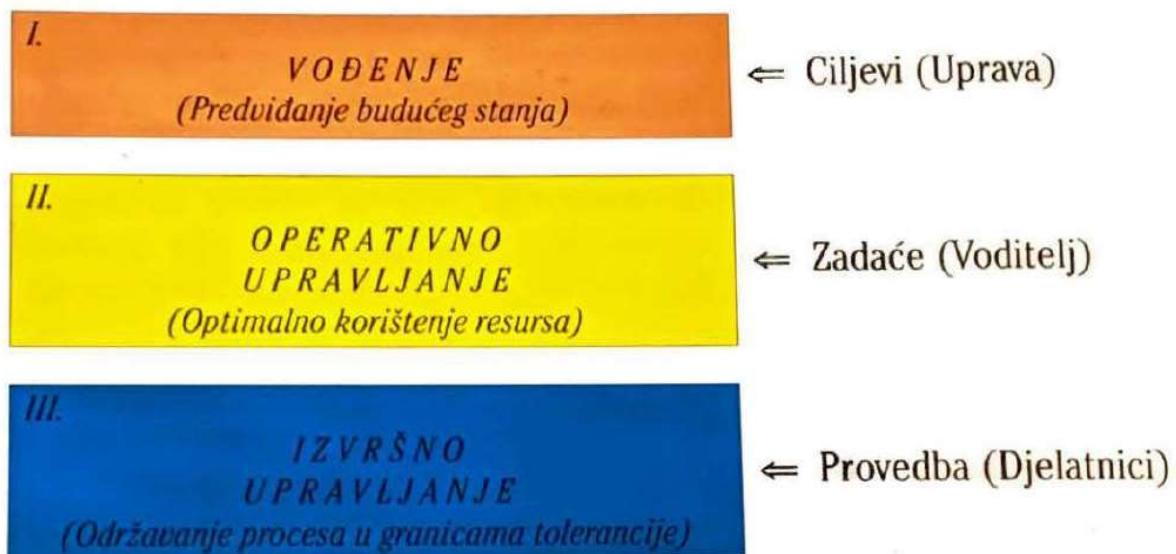 I.
VOĐENJE
(Predviđanje budućeg stanja)
⇐ Ciljevi (Uprava)
II.
OPERATIVNO
UPRAVLJANJE
(Optimalno korištenje resursa)
⇐ Zadaće (Voditelj)
III.
IZVRŠNO
UPRAVLJANJE
(Održavanje procesa u granicama tolerancije)
⇐ Provedba (Djelatnici)